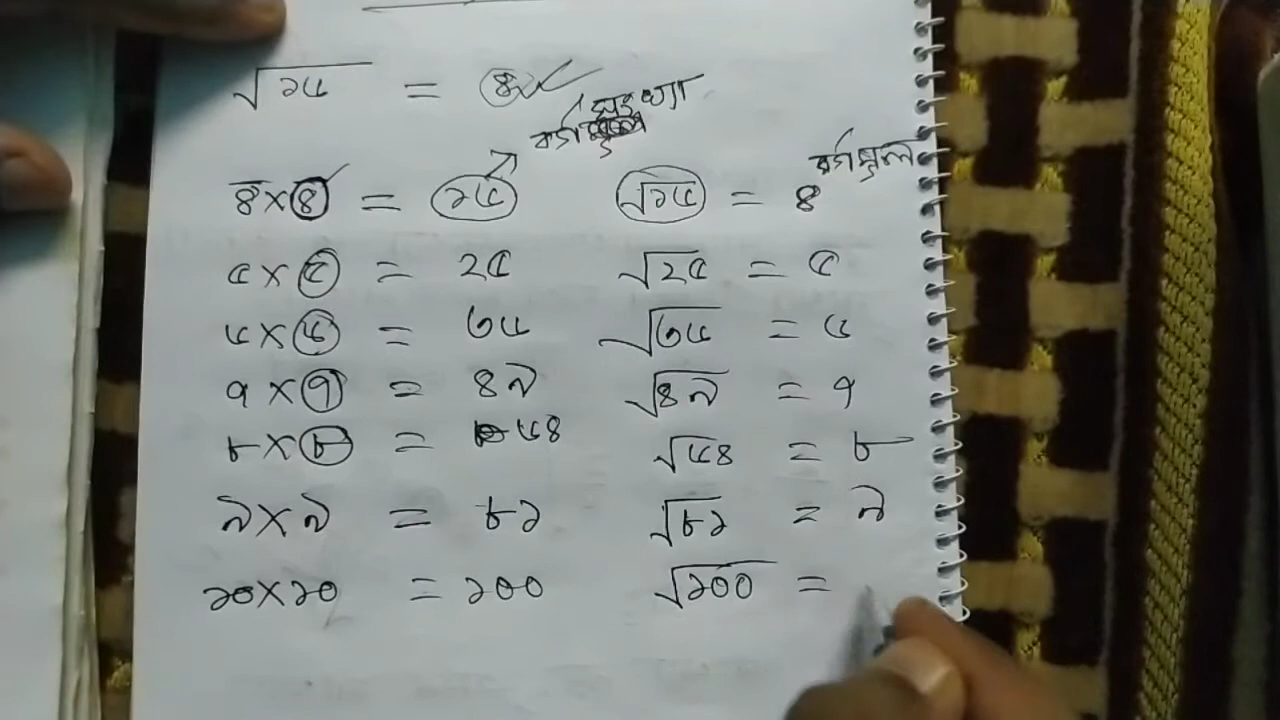 √১৬ = ৪
বর্গ সংখ্যা
বর্গমূল
৪×৪ = ১৬ √১৬ = ৪
৫×৫ = ২৫ √২৫ = ৫
৬×৬ = ৩৬ √৩৬ = ৬
৭×৭ = ৪৯ √৪৯ = ৭
৮×৮ = ৬৪ √৬৪ = ৮
৯×৯ = ৮১ √৮১ = ৯
১০×১০ = ১০০ √১০০ =